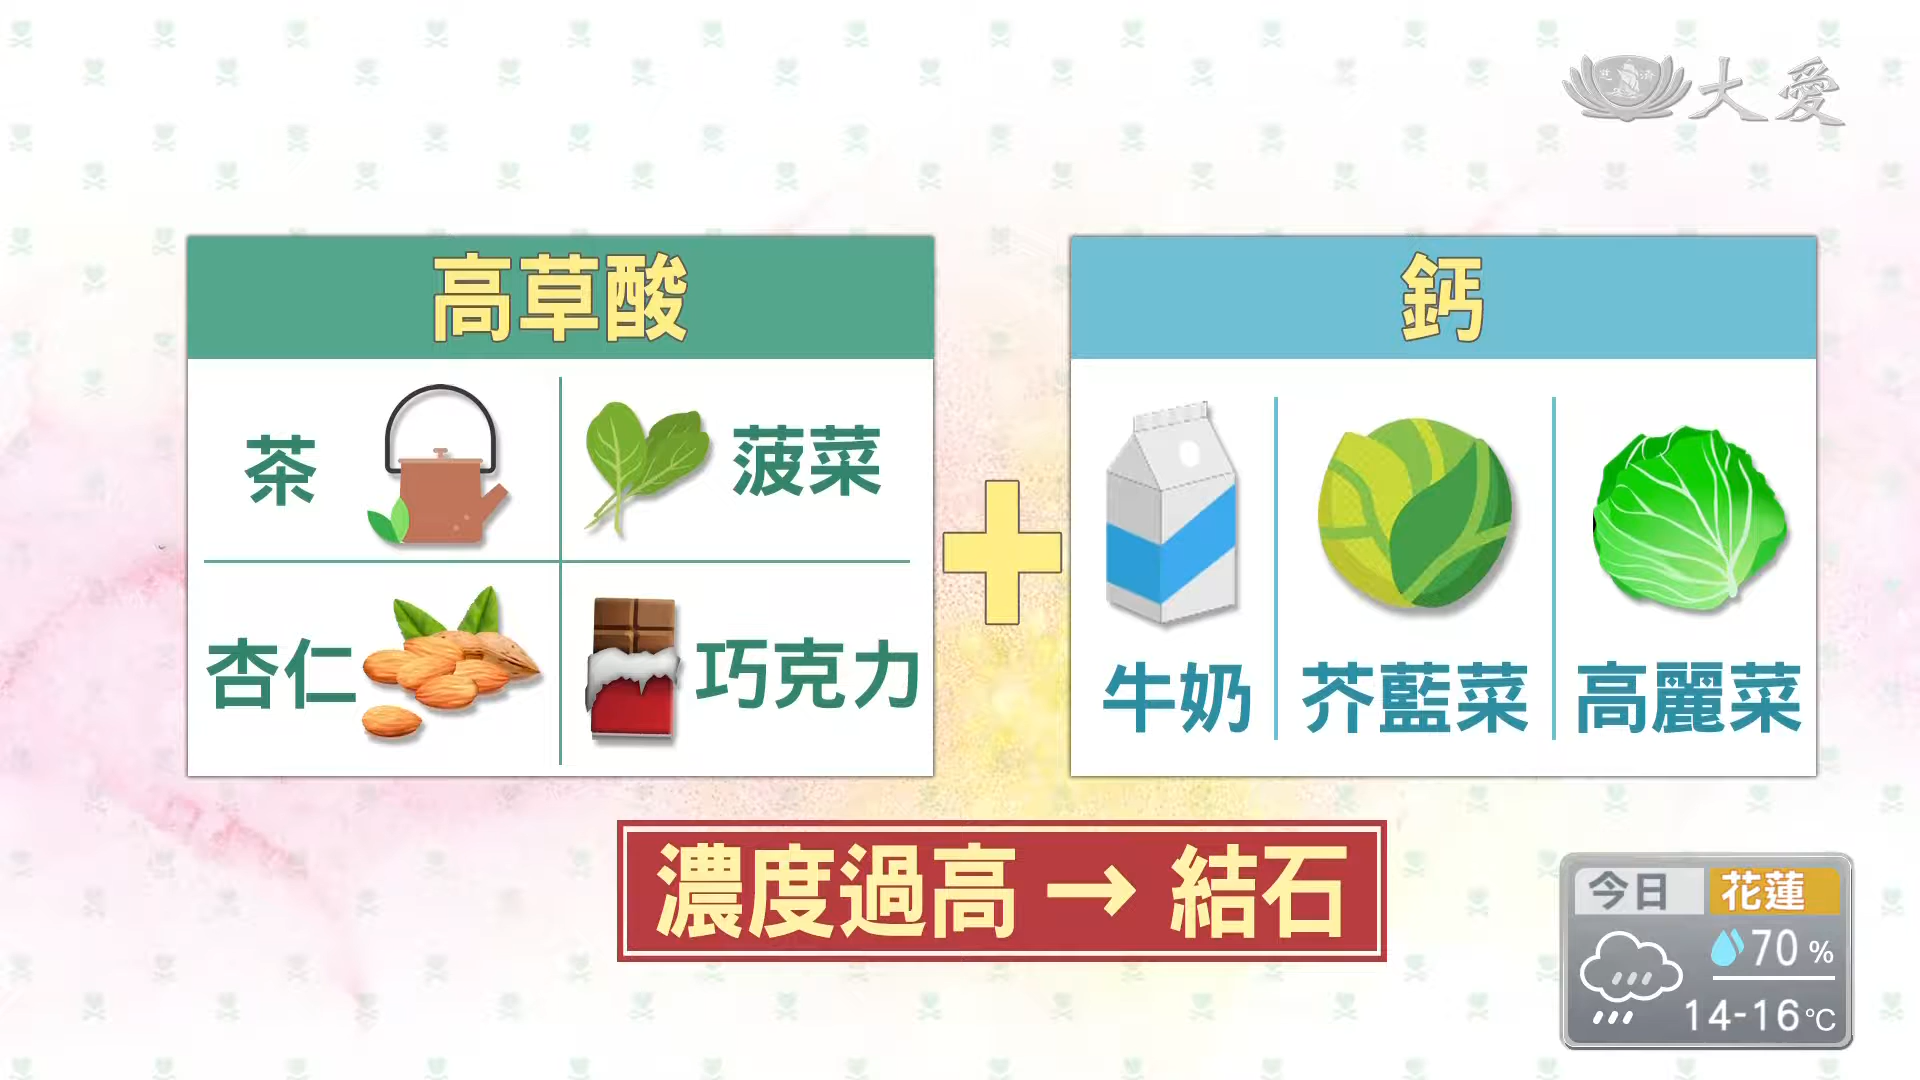 大愛
高草酸
鈣
茶
菠菜
杏仁
巧克力
牛奶
芥藍菜
高麗菜
濃度過高→結石
今日 花蓮
70 %
14-16°C